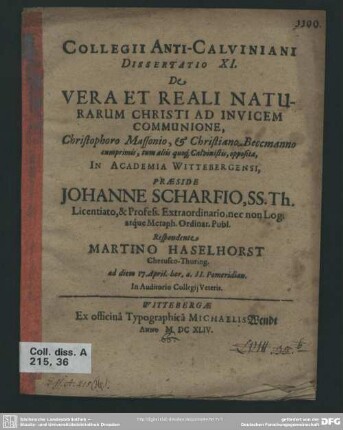 COLLEGII ANTI-CALVINIANI
DISSERTATIO XI.
De
VERA ET REALI NATU-
RARUM CHRISTI AD INVICEM
COMMUNIONE,
Christophoro Massonio, & Christiano Becmanno
cumprimis, tum aliis quoq; Calvinistis, opposita,
IN ACADEMIA WITTEBERGENSI,
PRÆSIDE
JOHANNE SCHARFIO, SS. Th.
Licentiato, & Profess. Extraordinario, nec non Log.
atque Metaph. Ordinar. Publ.
Respondente
MARTINO HASELHORST
Cherusco-Thuring.
ad diem 17. April. hor, a. II. Pomeridian.
In Auditorio Collegij Veteris.
WITTEBERGÆ
Ex officinâ Typographicâ MICHAELIS Wendt
Anno M. DC XLIV.
Coll. diss. A
215, 36